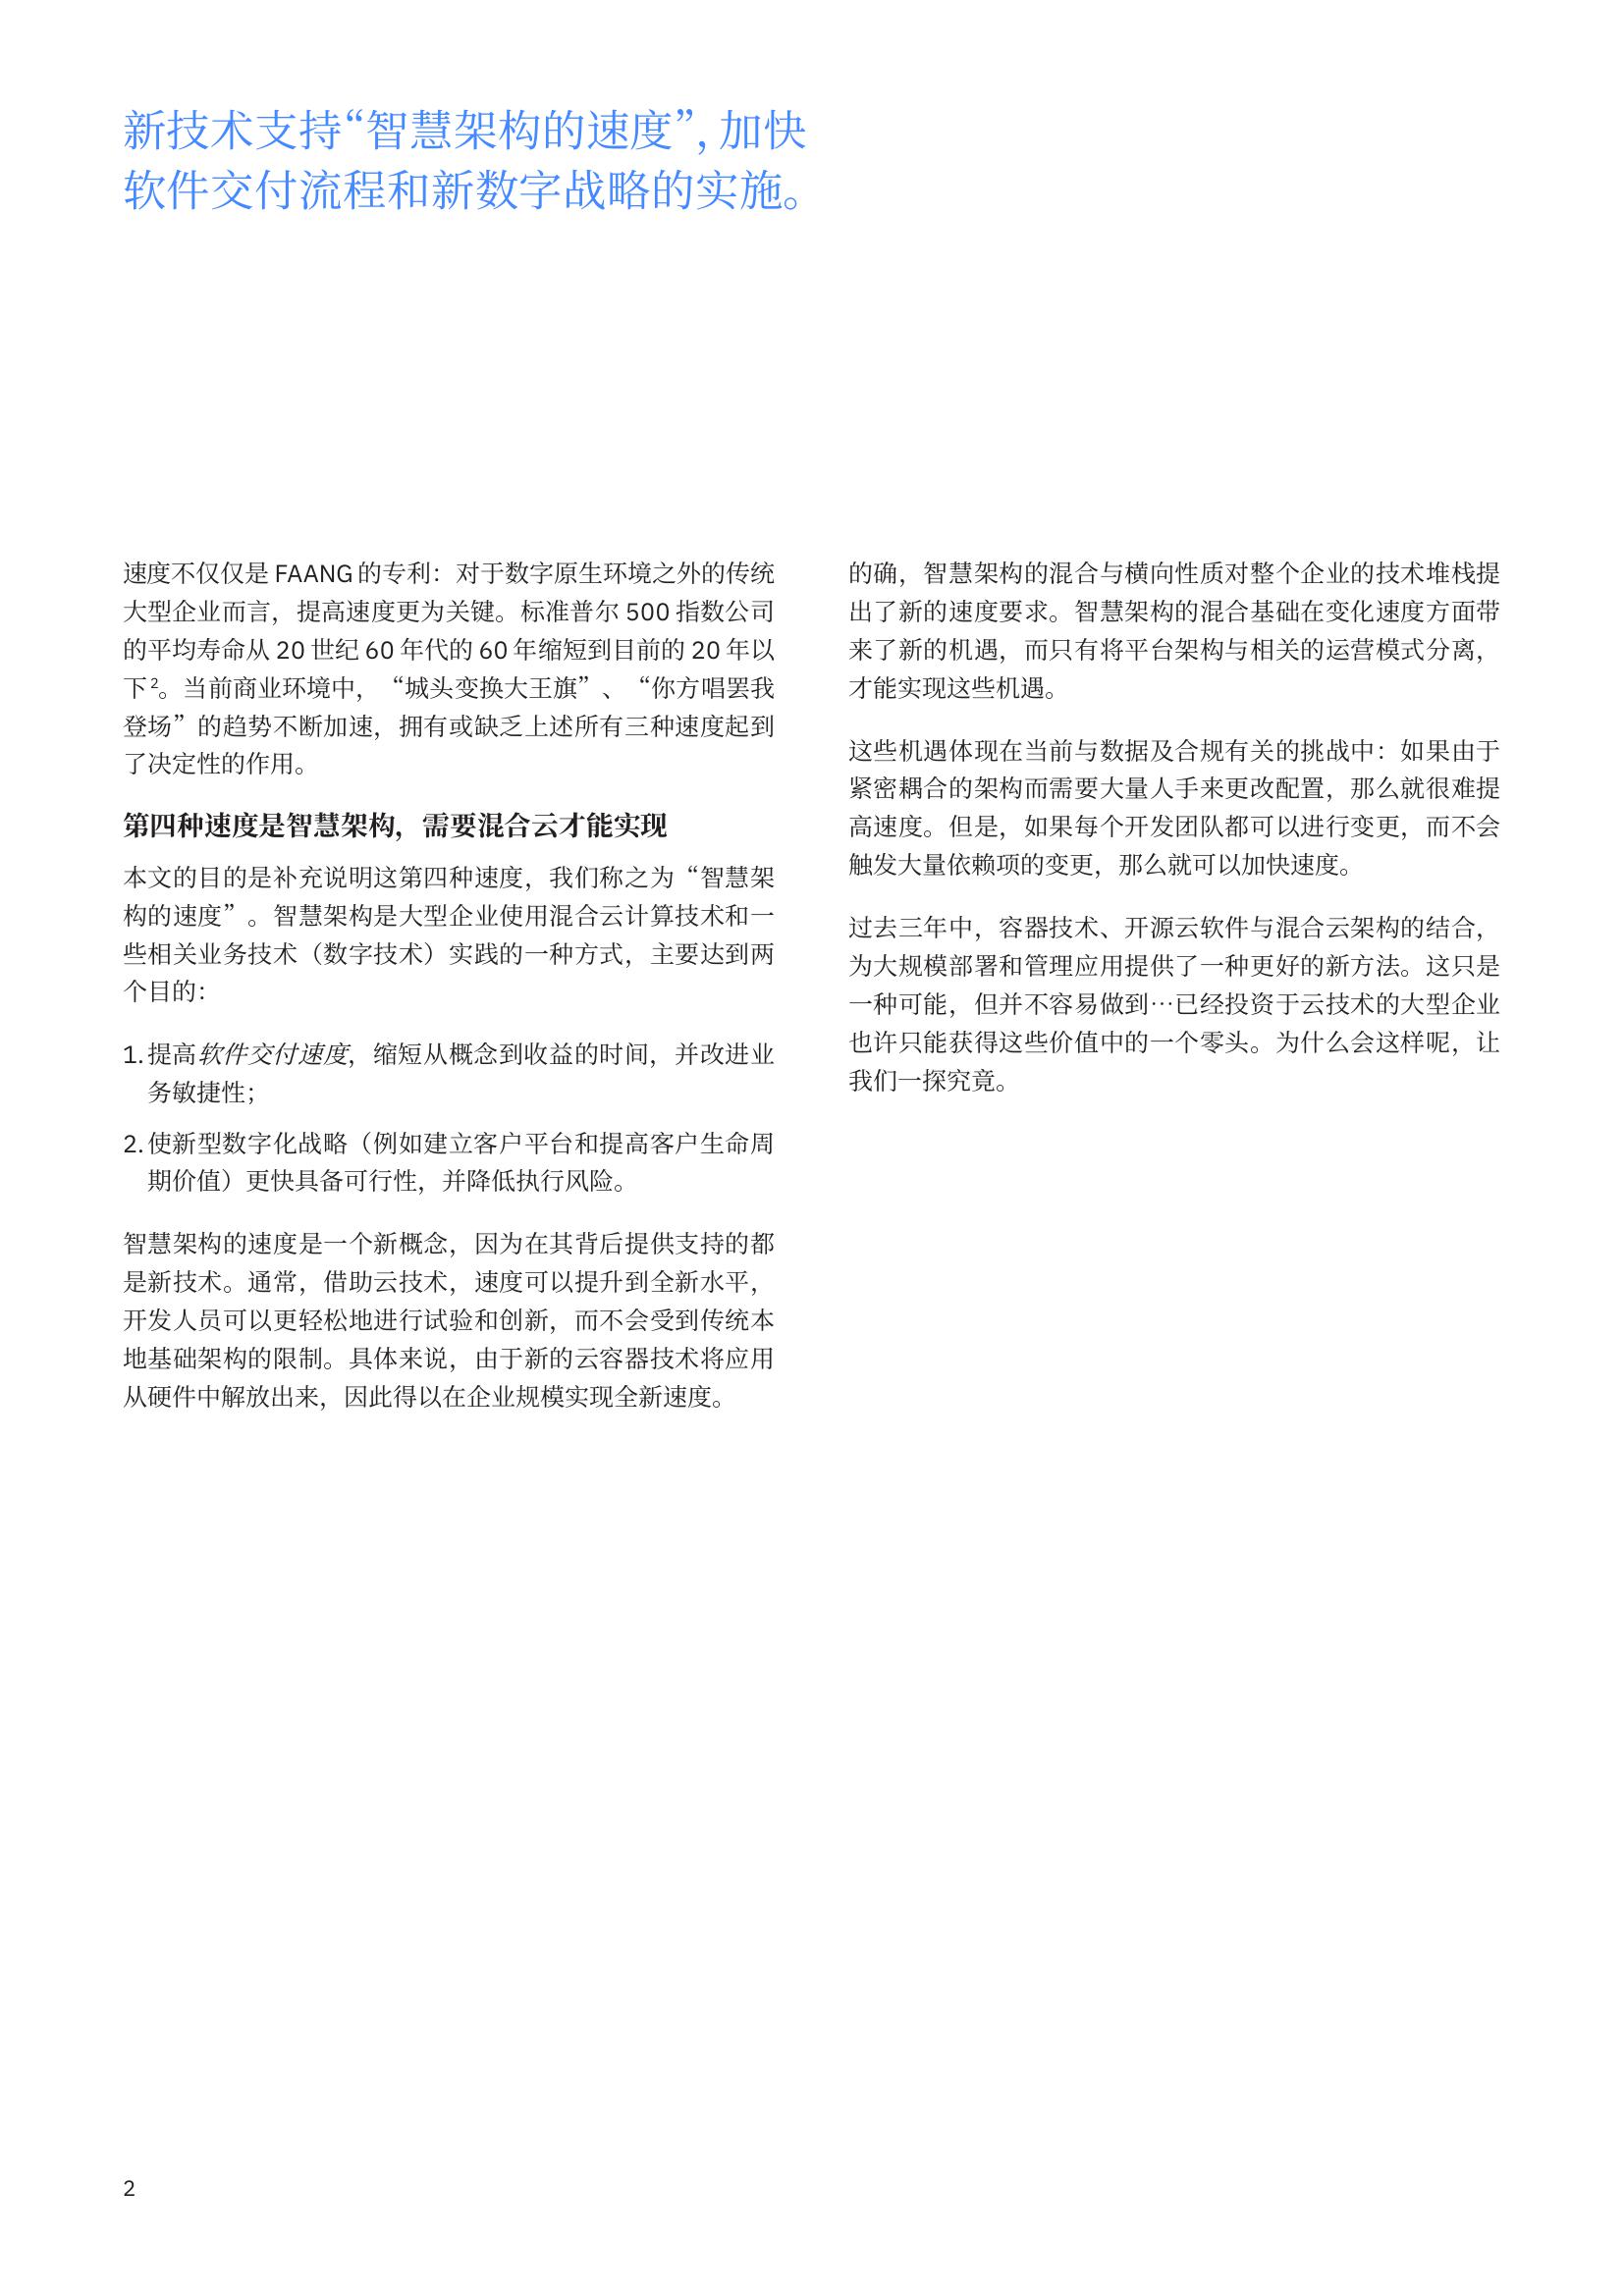 新技术支持“智慧架构的速度”, 加快
软件交付流程和新数字战略的实施。
速度不仅仅是 FAANG 的专利：对于数字原生环境之外的传统
大型企业而言，提高速度更为关键。标准普尔 500 指数公司
的平均寿命从 20 世纪 60 年代的 60 年缩短到目前的 20 年以
下²。当前商业环境中，“城头变换大王旗”、“你方唱罢我
登场”的趋势不断加速，拥有或缺乏上述所有三种速度起到
了决定性的作用。
第四种速度是智慧架构，需要混合云才能实现
本文的目的是补充说明这第四种速度，我们称之为“智慧架
构的速度”。智慧架构是大型企业使用混合云计算技术和一
些相关业务技术（数字技术）实践的一种方式，主要达到两
个目的：
1. 提高软件交付速度，缩短从概念到收益的时间，并改进业
务敏捷性；
2. 使新型数字化战略（例如建立客户平台和提高客户生命周
期价值）更快具备可行性，并降低执行风险。
智慧架构的速度是一个新概念，因为在其背后提供支持的都
是新技术。通常，借助云技术，速度可以提升到全新水平，
开发人员可以更轻松地进行试验和创新，而不会受到传统本
地基础架构的限制。具体来说，由于新的云容器技术将应用
从硬件中解放出来，因此得以在企业规模实现全新速度。
的确，智慧架构的混合与横向性质对整个企业的技术堆栈提
出了新的速度要求。智慧架构的混合基础在变化速度方面带
来了新的机遇，而只有将平台架构与相关的运营模式分离，
才能实现这些机遇。
这些机遇体现在当前与数据及合规有关的挑战中：如果由于
紧密耦合的架构而需要大量人手来更改配置，那么就很难提
高速度。但是，如果每个开发团队都可以进行变更，而不会
触发大量依赖项的变更，那么就可以加快速度。
过去三年中，容器技术、开源云软件与混合云架构的结合，
为大规模部署和管理应用提供了一种更好的新方法。这只是
一种可能，但并不容易做到…已经投资于云技术的大型企业
也许只能获得这些价值中的一个零头。为什么会这样呢，让
我们一探究竟。
2